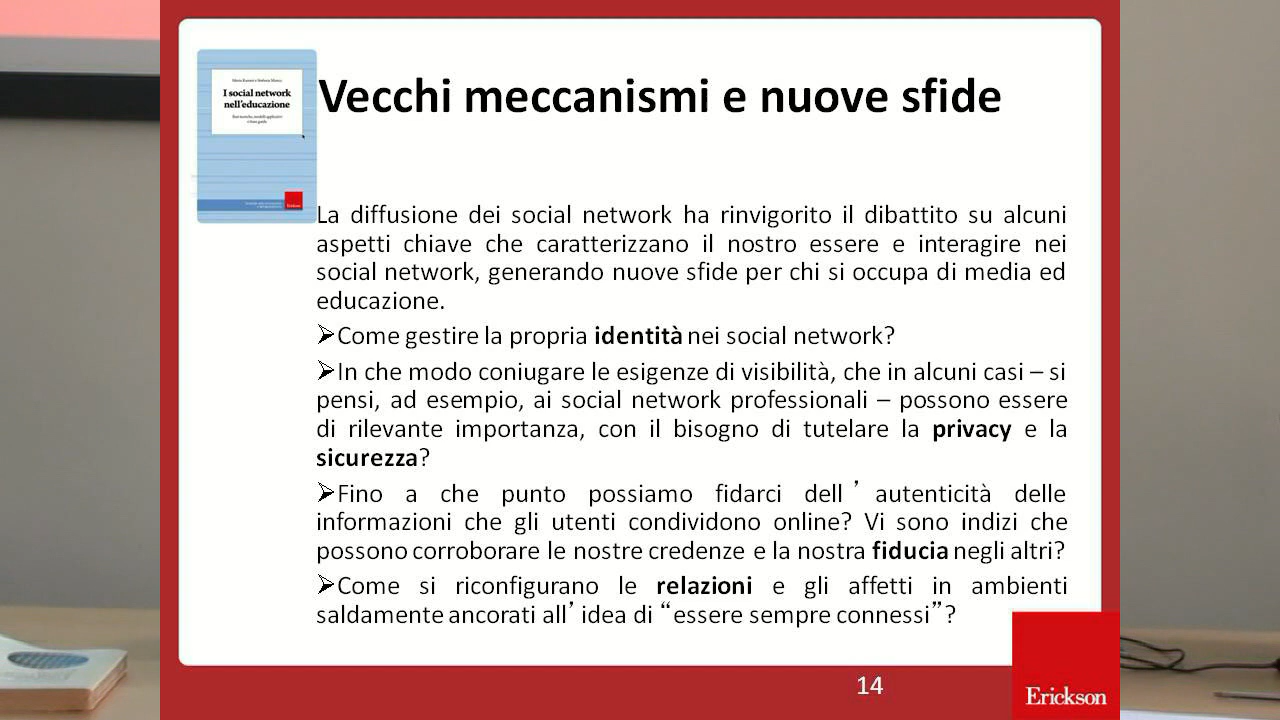 I social network
nell'educazione
Erickson
Vecchi meccanismi e nuove sfide
La diffusione dei social network ha rinvigorito il dibattito su alcuni
aspetti chiave che caratterizzano il nostro essere e interagire nei
social network, generando nuove sfide per chi si occupa di media ed
educazione.
➢Come gestire la propria identità nei social network?
➢In che modo coniugare le esigenze di visibilità, che in alcuni casi – si
pensi, ad esempio, ai social network professionali – possono essere
di rilevante importanza, con il bisogno di tutelare la privacy e la
sicurezza?
➢Fino a che punto possiamo fidarci dell’autenticità delle
informazioni che gli utenti condividono online? Vi sono indizi che
possono corroborare le nostre credenze e la nostra fiducia negli altri?
➢Come si riconfigurano le relazioni e gli affetti in ambienti
saldamente ancorati all’idea di “essere sempre connessi”?
14
Erickson